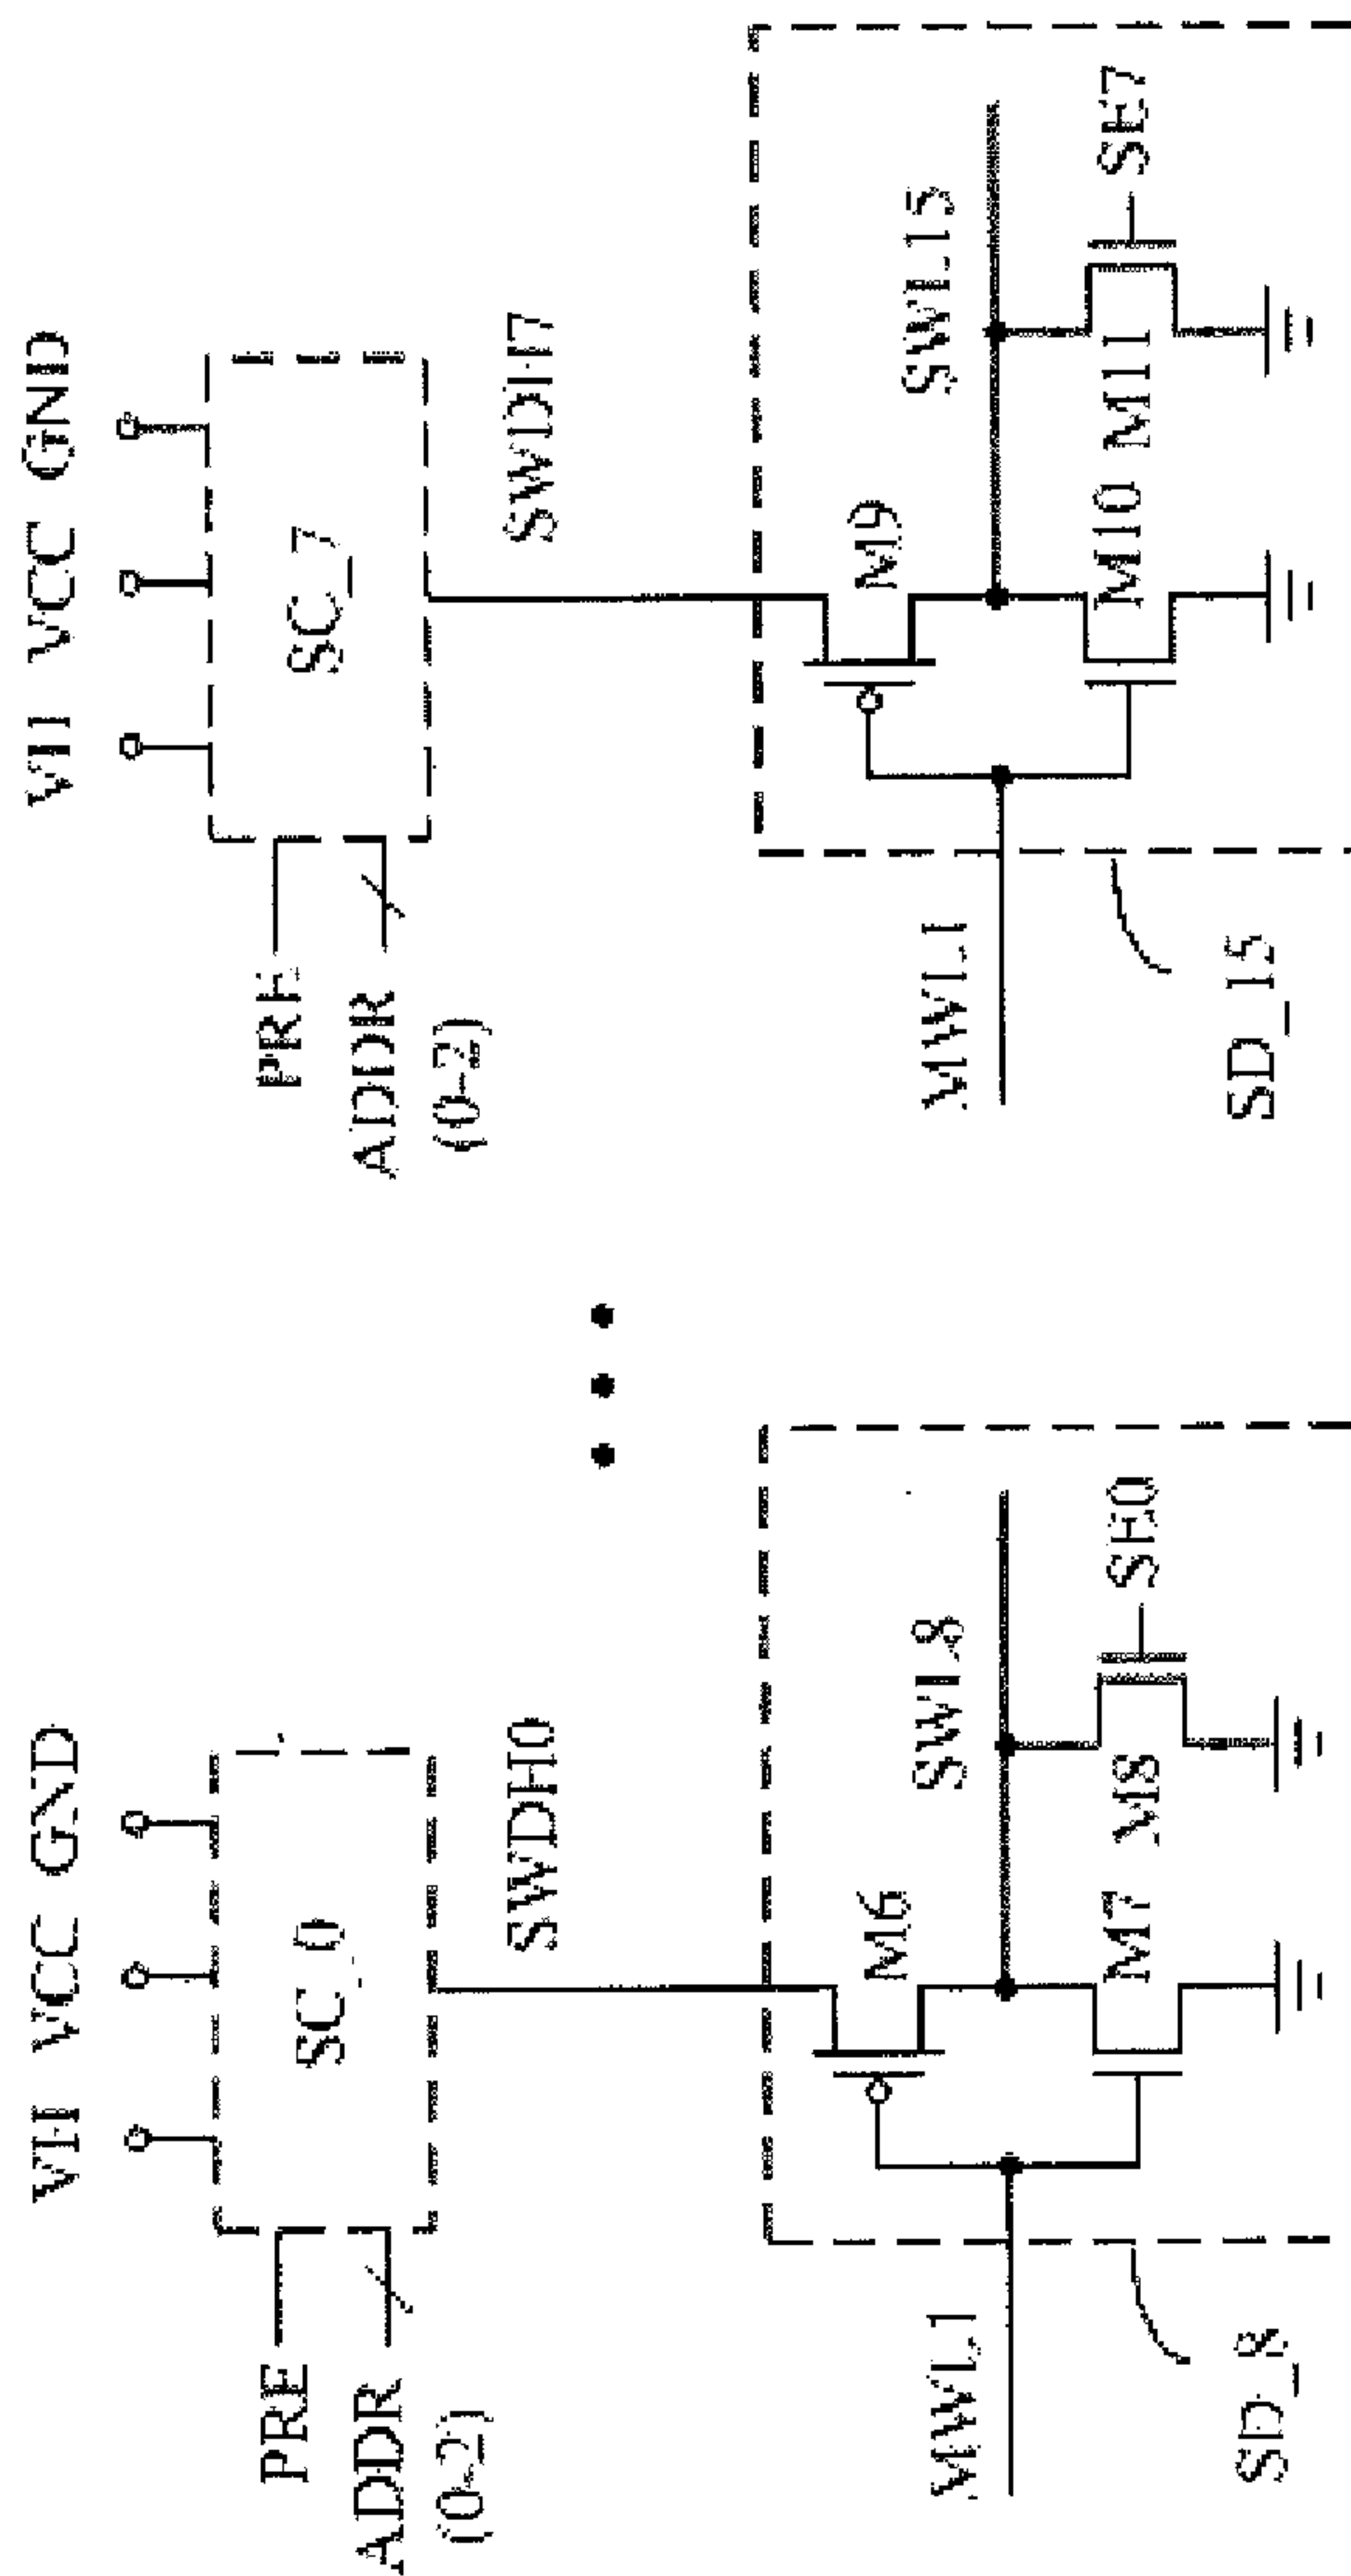 VH VCC GND
PRE
ADDR
(0-2)
SC_0
SWDH0
MWL1
M6
SWL8
M7
M8
SE0
SD_8
VH VCC GND
PRE
ADDR
(0-2)
SC_7
SWDH7
MWL1
M9
SWL15
M10 M11
SE7
SD_15